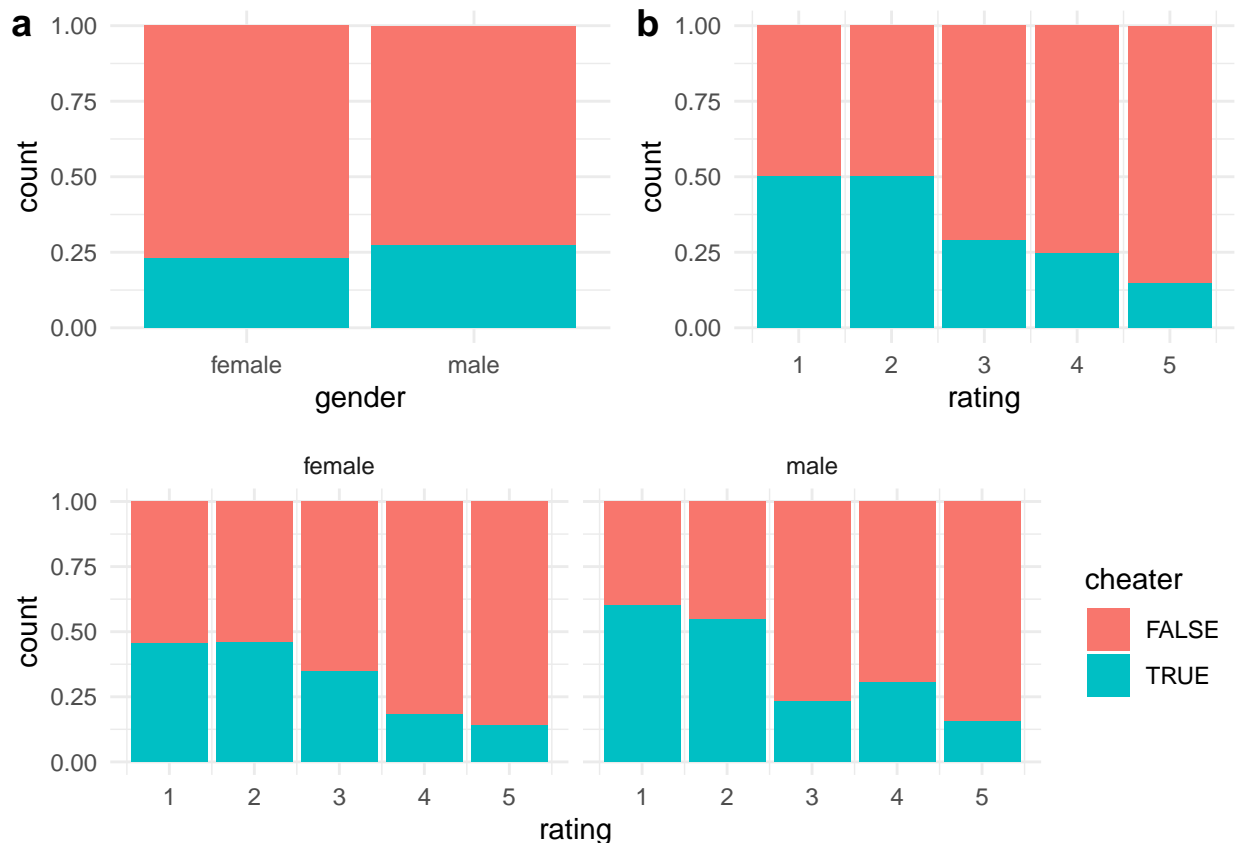 a
1.00
0.75
0.50
0.25
0.00
count
female male
gender
b
1.00
0.75
0.50
0.25
0.00
count
1 2 3 4 5
rating
female male
1.00
0.75
0.50
0.25
0.00
count
1 2 3 4 5 1 2 3 4 5
rating
cheater
FALSE
TRUE